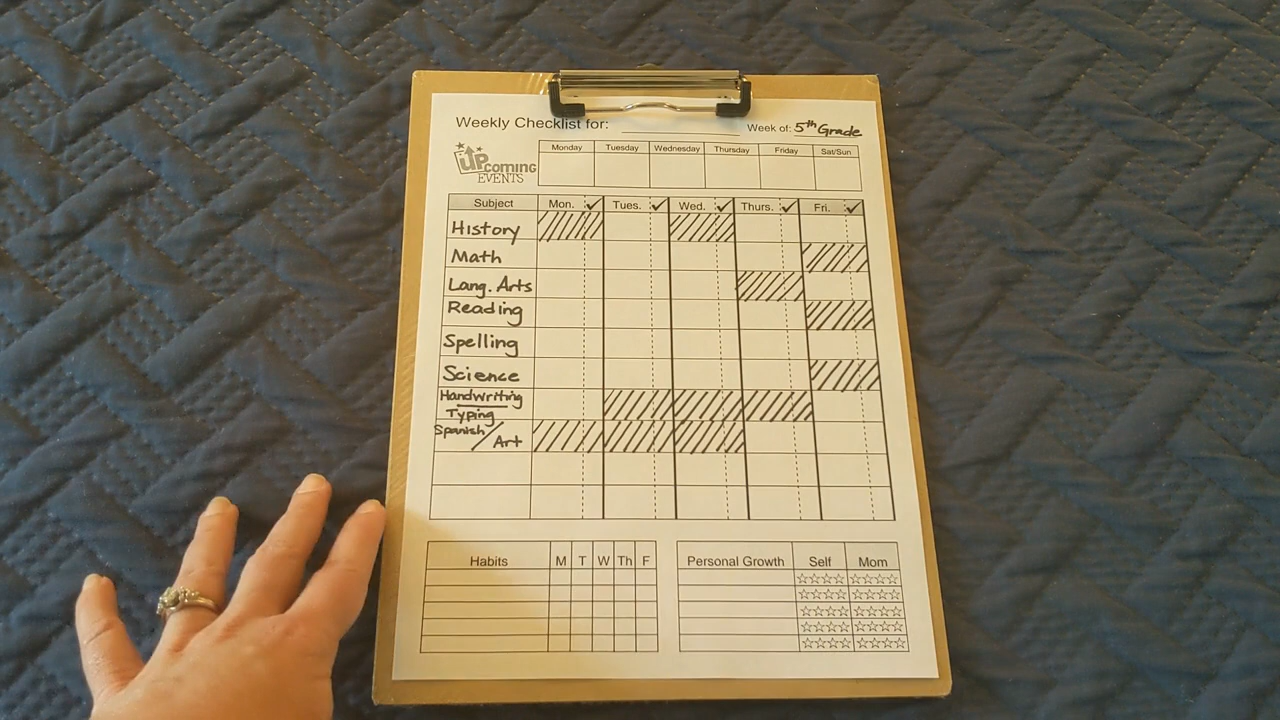 Weekly Checklist for: Week of: 5th Grade
UPcoming EVENTS
Monday Tuesday Wednesday Thursday Friday Sat/Sun
Subject Mon. ✓ Tues. ✓ Wed. ✓ Thurs. ✓ Fri. ✓
History
Math
Lang. Arts
Reading
Spelling
Science
Handwriting
Typing
Spanish/Art
Habits M T W Th F
Personal Growth Self Mom